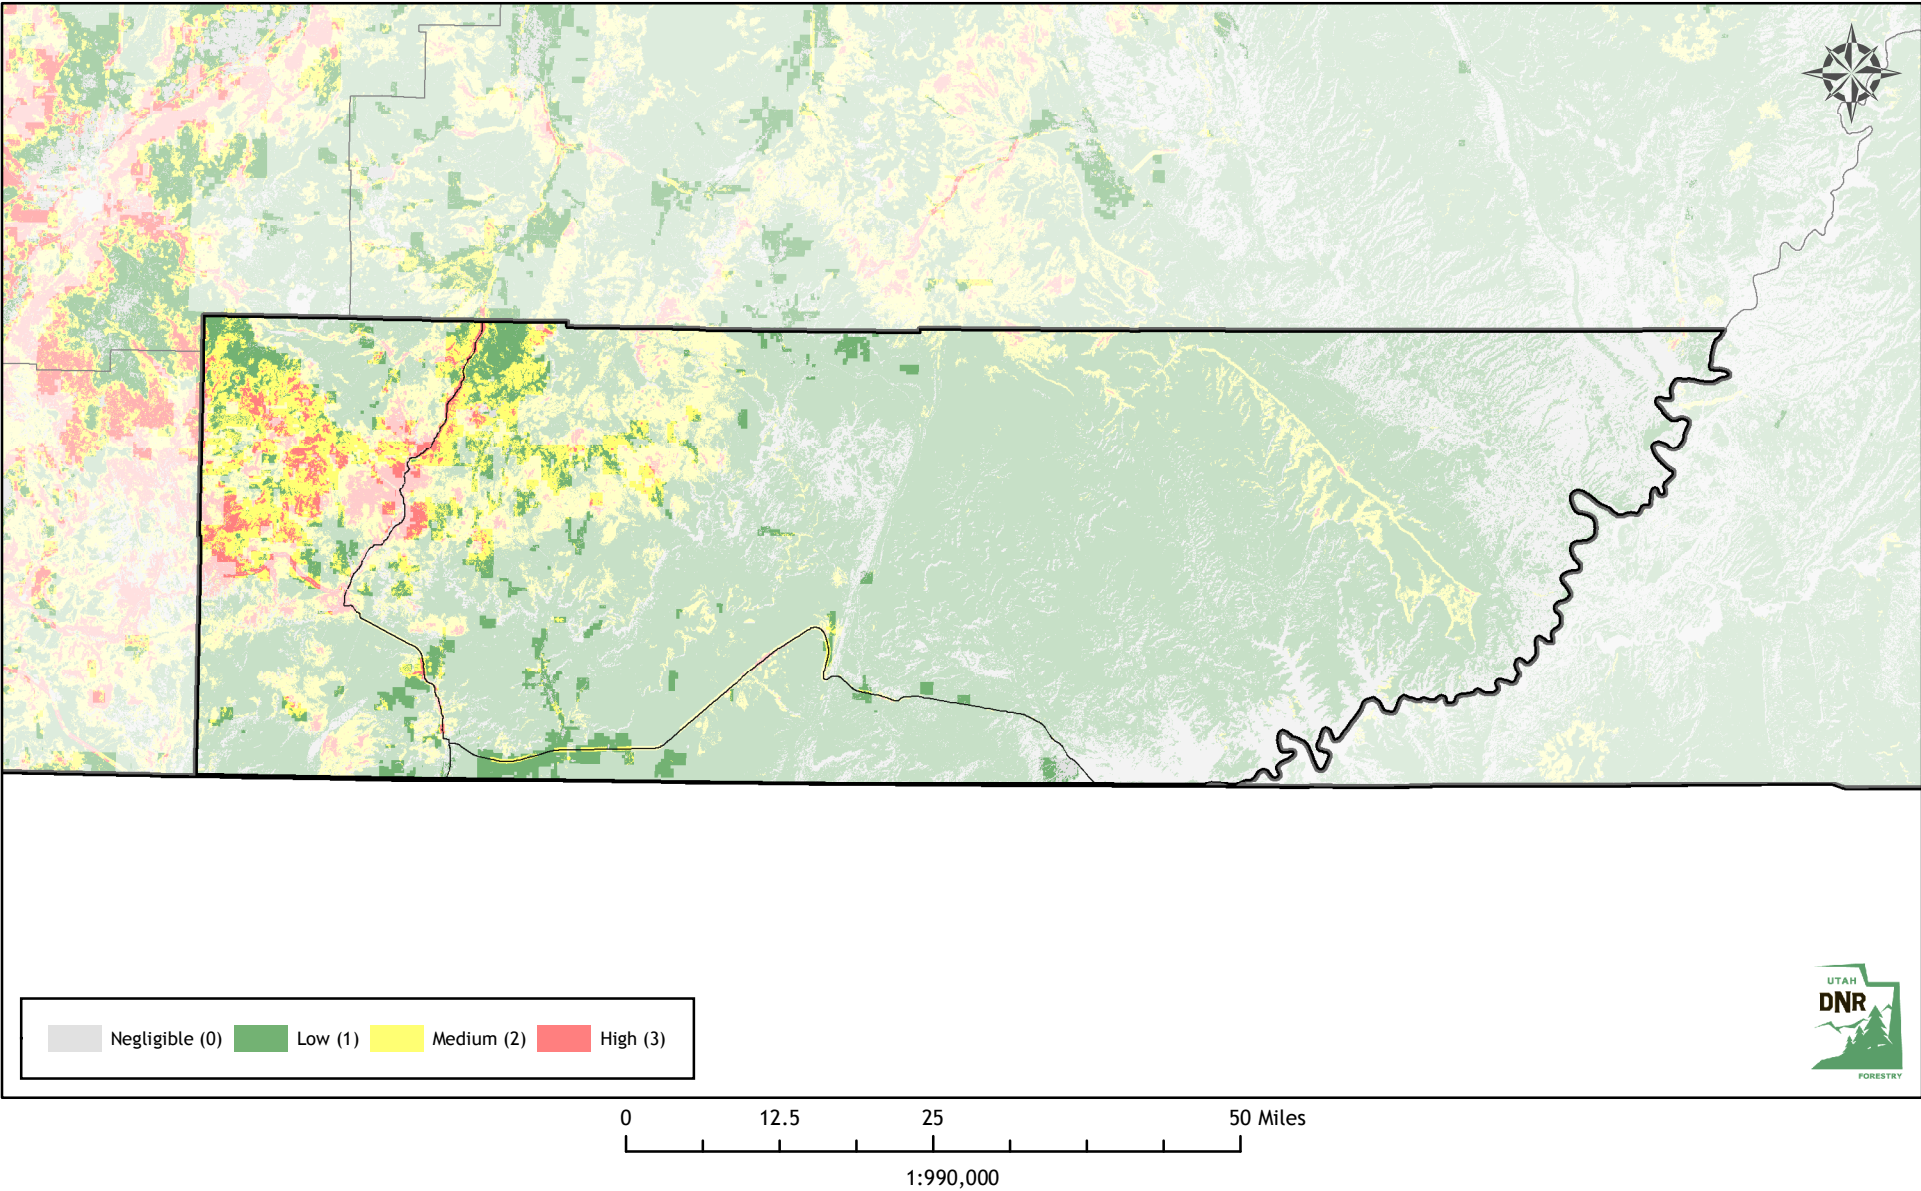 Negligible (0) Low (1) Medium (2) High (3)
UTAH
DNR
FORESTRY
0 12.5 25 50 Miles
1:990,000